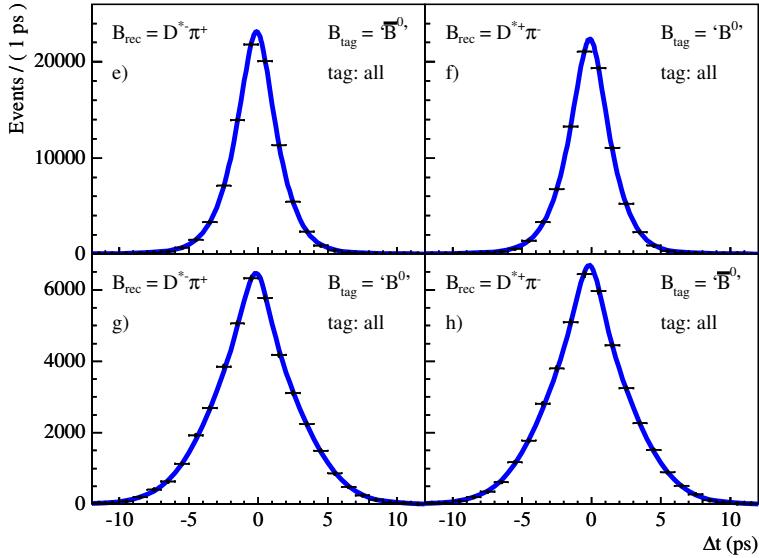 Events / ( 1 ps )
B_rec = D*-π+
B_tag = ‘B̅0’
e)
tag: all
B_rec = D*+π-
B_tag = ‘B0’
f)
tag: all
20000
10000
0
B_rec = D*-π+
B_tag = ‘B0’
g)
tag: all
B_rec = D*+π-
B_tag = ‘B̅0’
h)
tag: all
6000
4000
2000
0
-10 -5 0 5 10
-10 -5 0 5 10
Δt (ps)